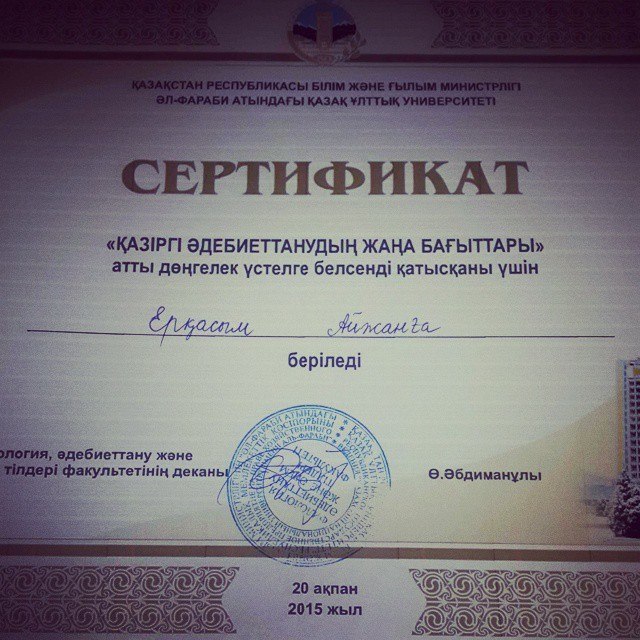 ҚАЗАҚСТАН РЕСПУБЛИКАСЫ БІЛІМ ЖӘНЕ ҒЫЛЫМ МИНИСТРЛІГІ
ӘЛ-ФАРАБИ АТЫНДАҒЫ ҚАЗАҚ ҰЛТТЫҚ УНИВЕРСИТЕТІ
СЕРТИФИКАТ
«ҚАЗІРГІ ӘДЕБИЕТТАНУДЫҢ ЖАҢА БАҒЫТТАРЫ»
атты дөңгелек үстелге белсенді қатысқаны үшін
Ерқасым Айжанға
беріледі
ология, әдебиеттану және
тілдері факультетінің деканы
Ө.Әбдиманұлы
20 ақпан
2015 жыл